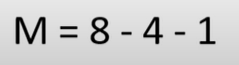 M = 8 - 4 - 1